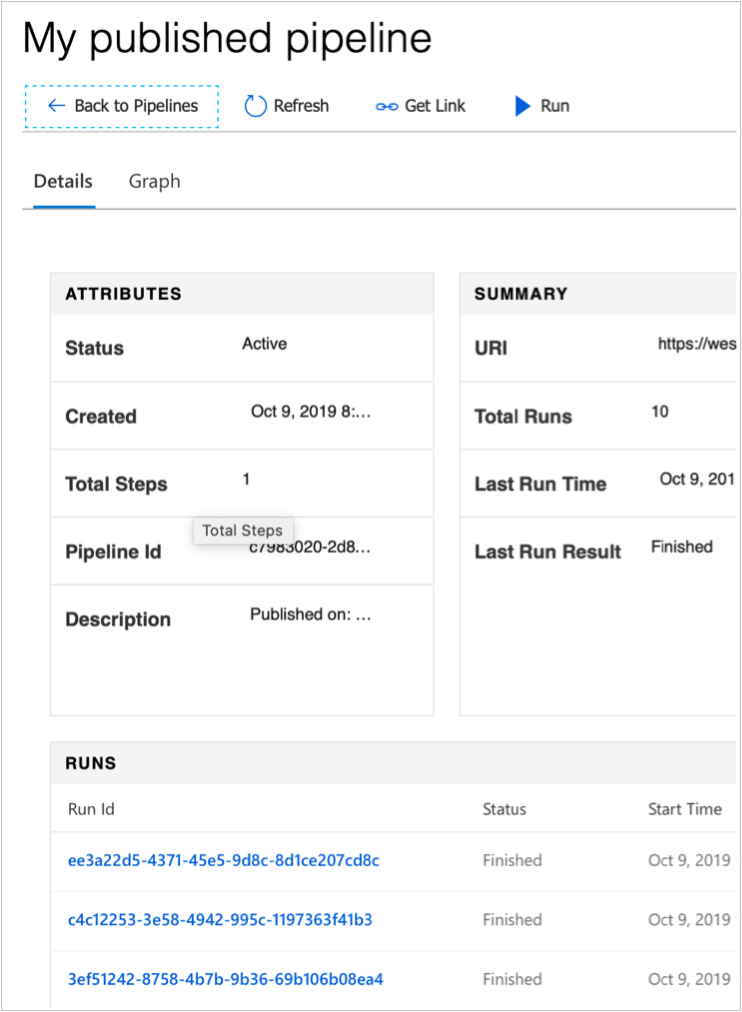 My published pipeline
Back to Pipelines Refresh Get Link Run
Details Graph
ATTRIBUTES
Status Active
Created Oct 9, 2019 8:...
Total Steps 1
Total Steps
Pipeline Id c7983020-2d8...
Description Published on: ...
SUMMARY
URI https://wes
Total Runs 10
Last Run Time Oct 9, 201
Last Run Result Finished
RUNS
Run Id Status Start Time
ee3a22d5-4371-45e5-9d8c-8d1ce207cd8c Finished Oct 9, 2019
c4c12253-3e58-4942-995c-1197363f41b3 Finished Oct 9, 2019
3ef51242-8758-4b7b-9b36-69b106b08ea4 Finished Oct 9, 2019